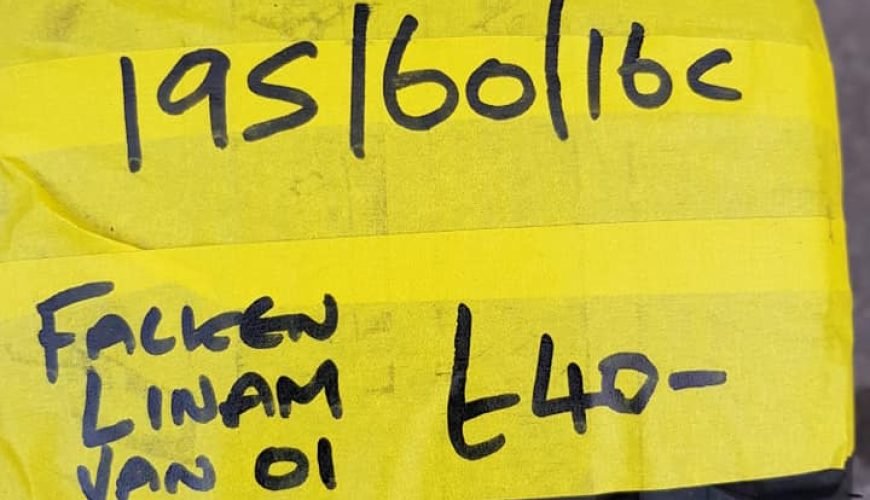 195/60/16C
FALKEN
LINAM
VAN 01
£40-